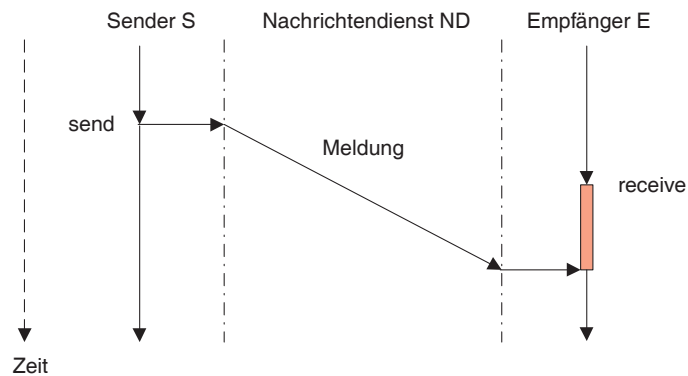 Sender S
Nachrichtendienst ND
Empfänger E
send
Meldung
receive
Zeit